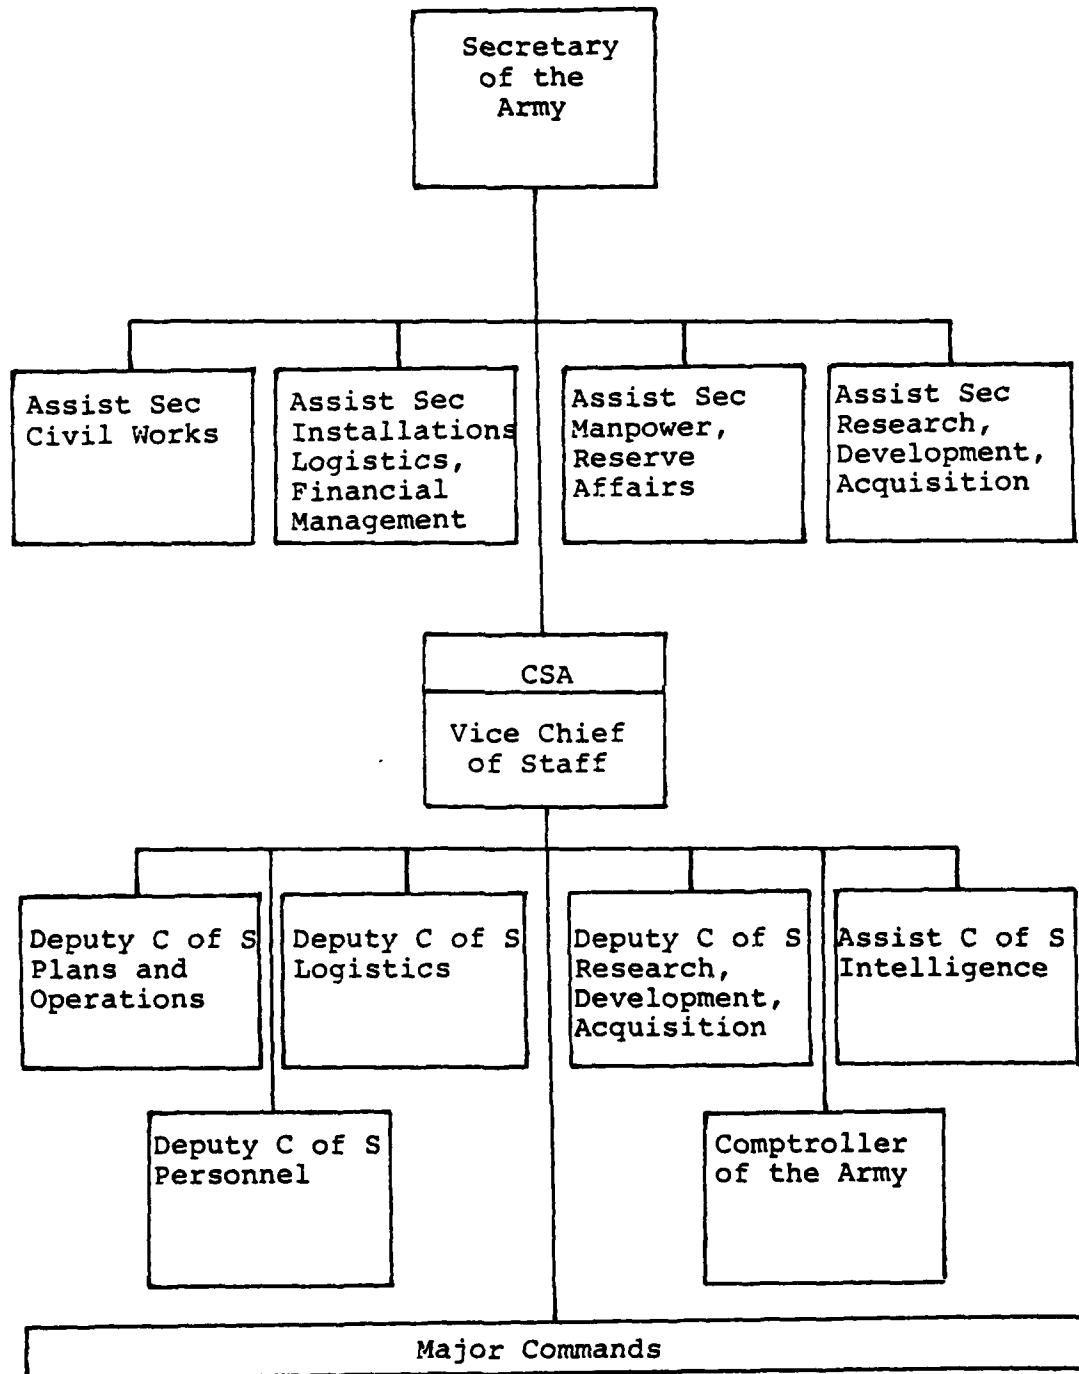 Secretary
of the
Army
Assist Sec
Civil Works
Assist Sec
Installations
Logistics,
Financial
Management
Assist Sec
Manpower,
Reserve
Affairs
Assist Sec
Research,
Development,
Acquisition
CSA
Vice Chief
of Staff
Deputy C of S
Plans and
Operations
Deputy C of S
Logistics
Deputy C of S
Research,
Development,
Acquisition
Assist C of S
Intelligence
Deputy C of S
Personnel
Comptroller
of the Army
Major Commands